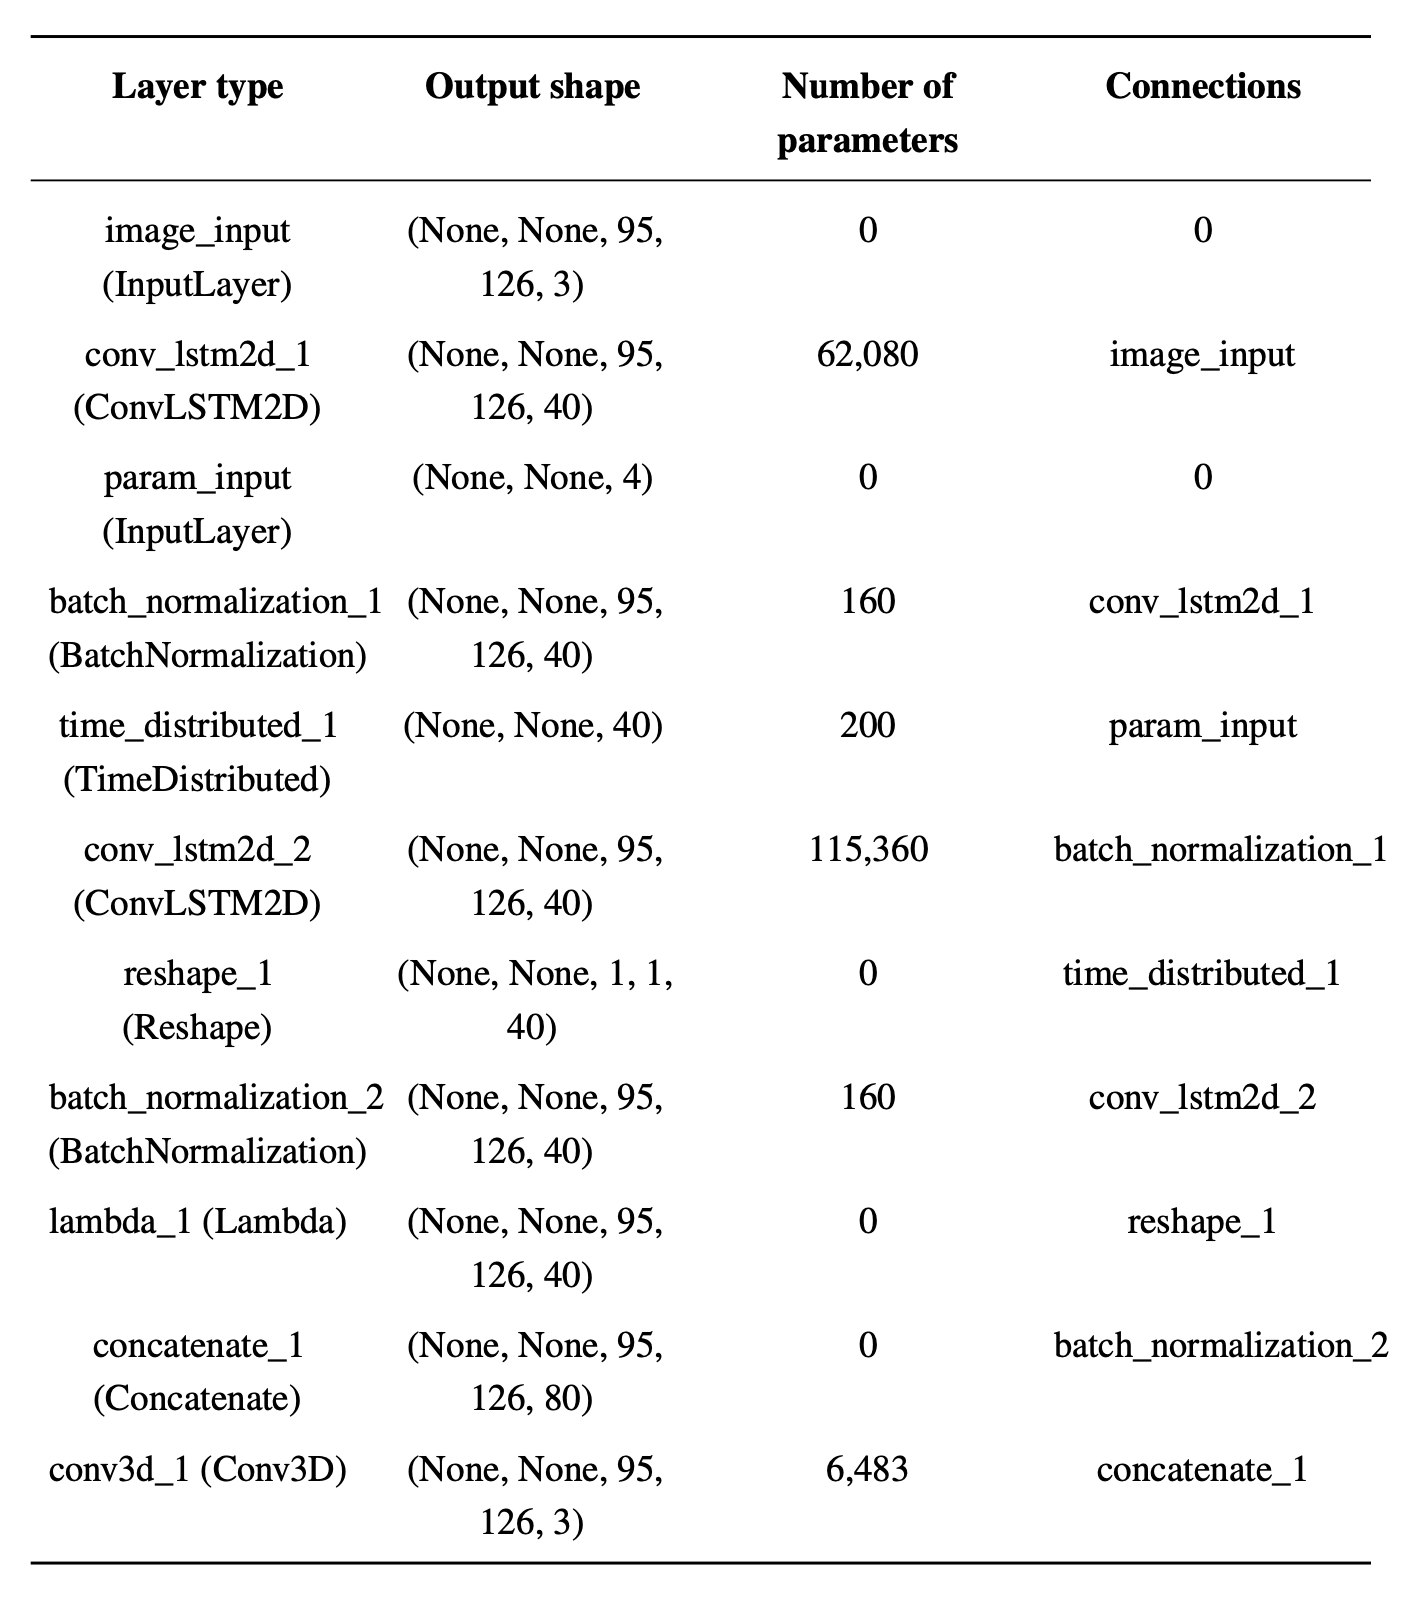 Layer type Output shape Number of Connections
parameters
image_input (None, None, 95, 0 0
(InputLayer) 126, 3)
conv_lstm2d_1 (None, None, 95, 62,080 image_input
(ConvLSTM2D) 126, 40)
param_input (None, None, 4) 0 0
(InputLayer)
batch_normalization_1 (None, None, 95, 160 conv_lstm2d_1
(BatchNormalization) 126, 40)
time_distributed_1 (None, None, 40) 200 param_input
(TimeDistributed)
conv_lstm2d_2 (None, None, 95, 115,360 batch_normalization_1
(ConvLSTM2D) 126, 40)
reshape_1 (None, None, 1, 1, 0 time_distributed_1
(Reshape) 40)
batch_normalization_2 (None, None, 95, 160 conv_lstm2d_2
(BatchNormalization) 126, 40)
lambda_1 (Lambda) (None, None, 95, 0 reshape_1
126, 40)
concatenate_1 (None, None, 95, 0 batch_normalization_2
(Concatenate) 126, 80)
conv3d_1 (Conv3D) (None, None, 95, 6,483 concatenate_1
126, 3)